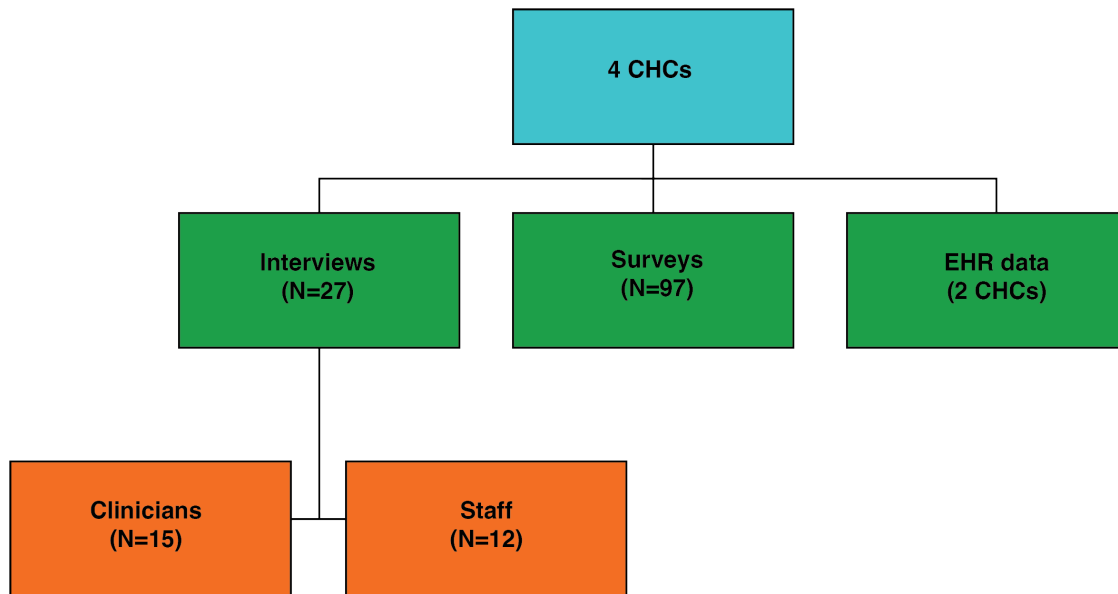 4 CHCs
Interviews
(N=27)
Surveys
(N=97)
EHR data
(2 CHCs)
Clinicians
(N=15)
Staff
(N=12)